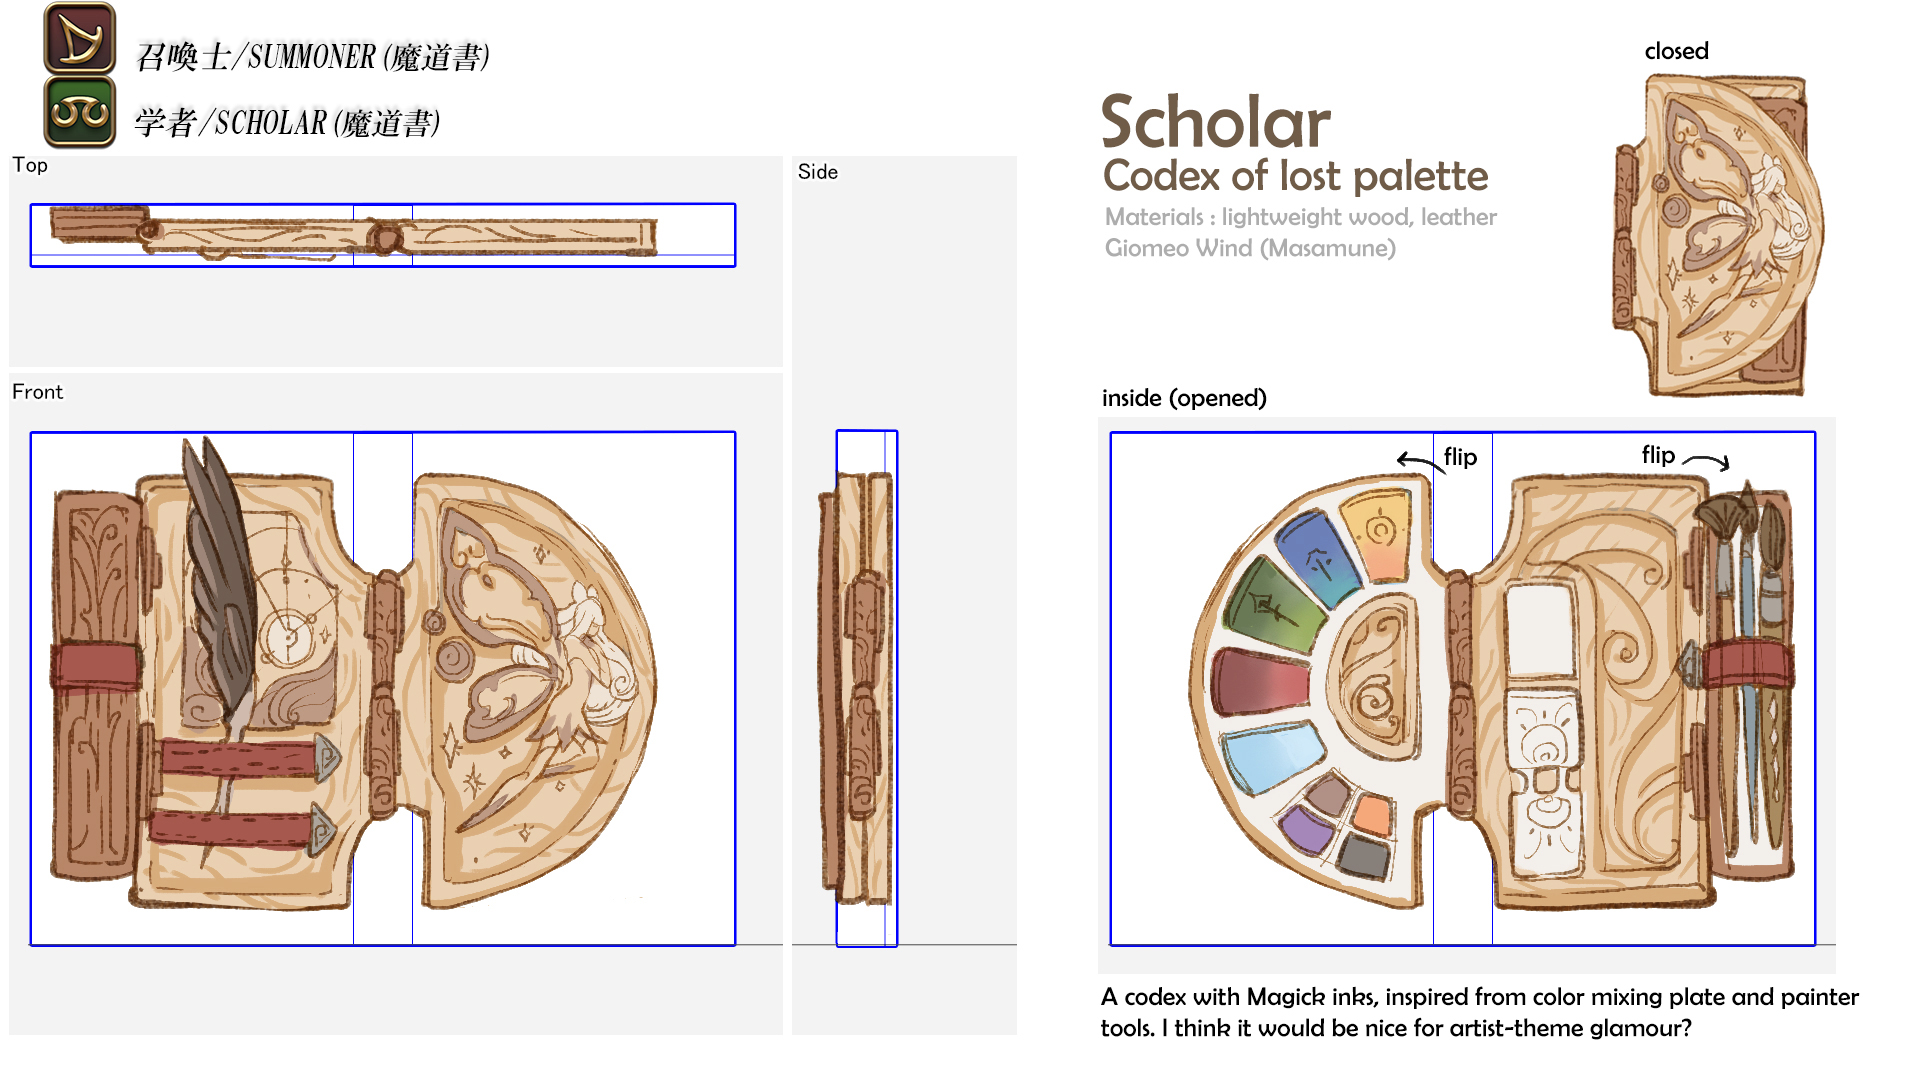 召喚士/SUMMONER(魔道書)
学者/SCHOLAR(魔道書)
Top
Side
Front
Scholar
Codex of lost palette
Materials : lightweight wood, leather
Giomeo Wind (Masamune)
closed
inside (opened)
flip
flip
A codex with Magick inks, inspired from color mixing plate and painter
tools. I think it would be nice for artist-theme glamour?